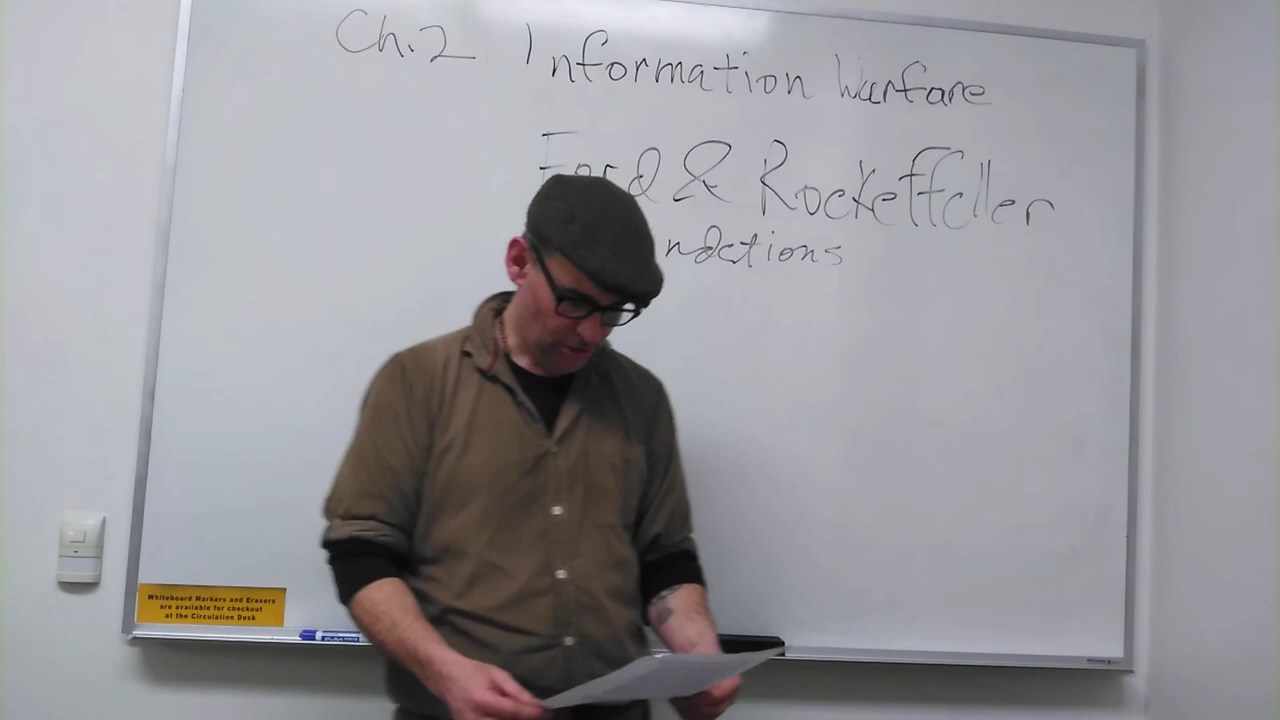 Ch.2 Information Warfare
Ford & Rockeffeller
ndations
Whiteboard Markers and Erasers
are available for checkout
at the Circulation Desk